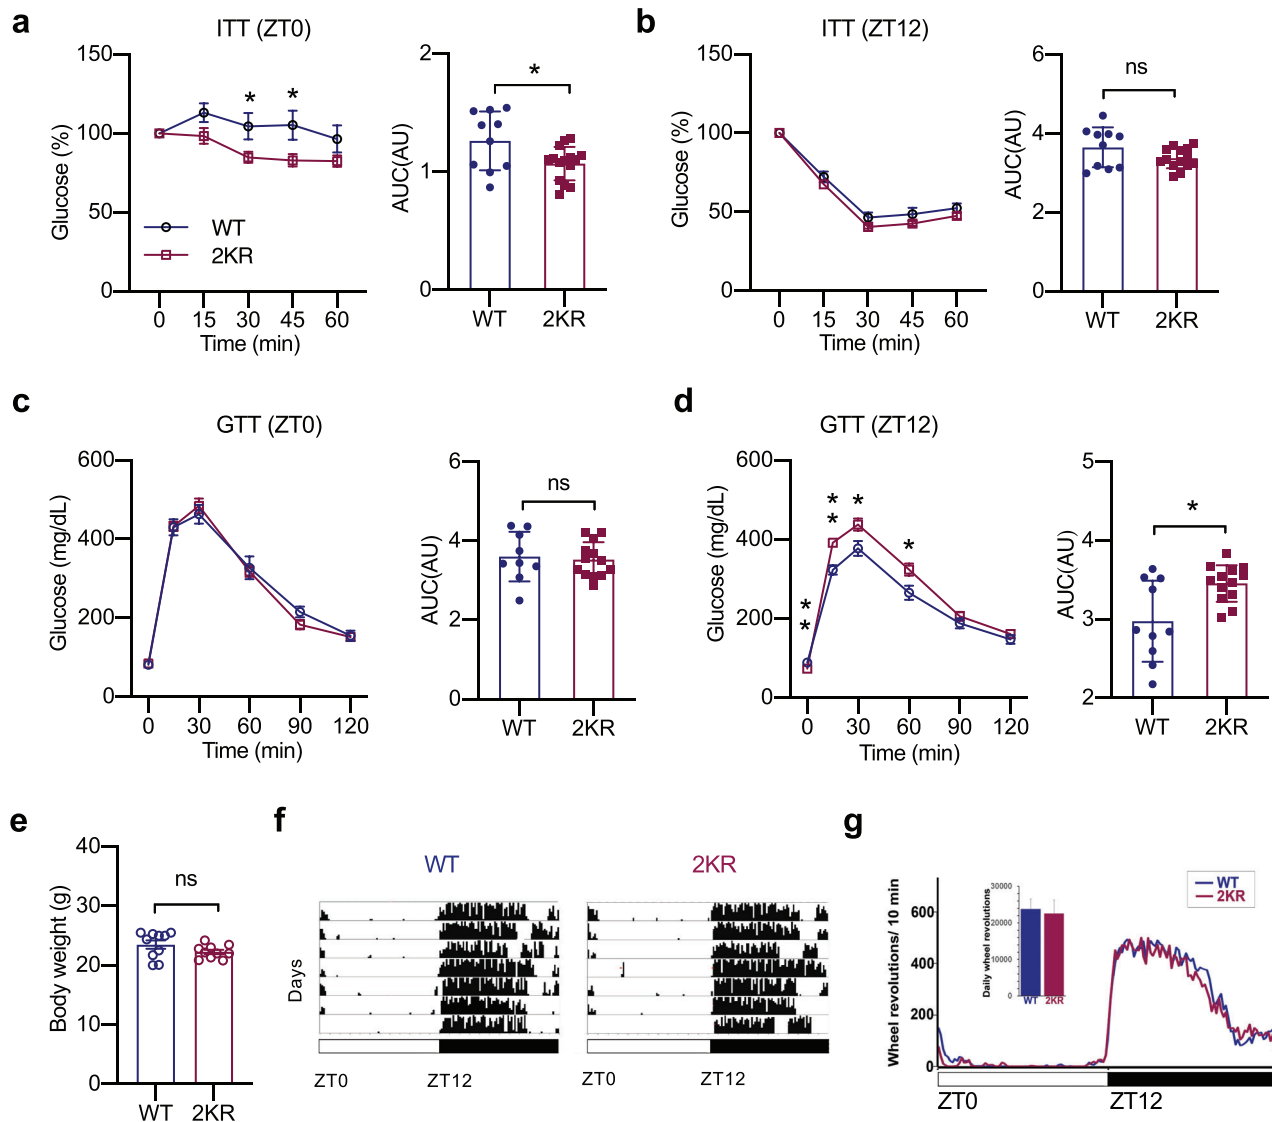 a
ITT (ZT0)
150
100
50
0
Glucose (%)
* *
WT
2KR
0 15 30 45 60
Time (min)
2
1
0
AUC(AU)
*
WT 2KR
b
ITT (ZT12)
150
100
50
0
Glucose (%)
0 15 30 45 60
Time (min)
6
4
2
0
AUC(AU)
ns
WT 2KR
c
GTT (ZT0)
600
400
200
0
Glucose (mg/dL)
0 30 60 90 120
Time (min)
6
4
2
0
AUC(AU)
ns
WT 2KR
d
GTT (ZT12)
600
400
200
0
Glucose (mg/dL)
** ** * *
0 30 60 90 120
Time (min)
5
4
3
2
AUC(AU)
*
WT 2KR
e
40
30
20
10
0
Body weight (g)
ns
WT 2KR
f
WT 2KR
Days
ZT0 ZT12 ZT0 ZT12
g
Wheel revolutions/ 10 min
600
400
200
0
Daily wheel revolutions
30000
20000
10000
0
WT 2KR
WT
2KR
ZT0 ZT12